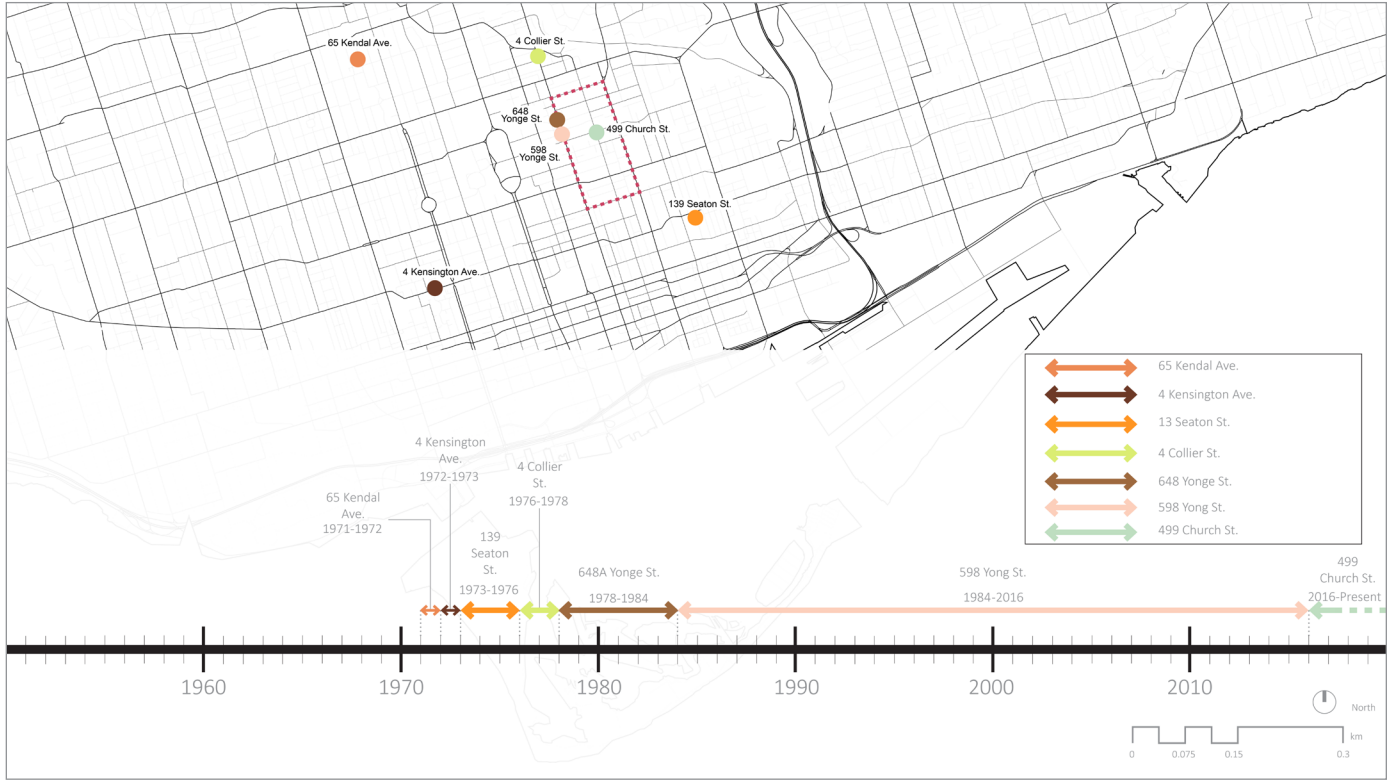 65 Kendal Ave.
4 Collier St.
648
Yonge St.
499 Church St.
598
Yonge St.
139 Seaton St.
4 Kensington Ave.
65 Kendal Ave.
4 Kensington Ave.
13 Seaton St.
4 Collier St.
648 Yonge St.
598 Yong St.
499 Church St.
65 Kendal
Ave.
1971-1972
4 Kensington
Ave.
1972-1973
139
Seaton
St.
1973-1976
4 Collier
St.
1976-1978
648A Yonge St.
1978-1984
598 Yong St.
1984-2016
499
Church St.
2016-Present
1960
1970
1980
1990
2000
2010
North
km
0
0.075
0.15
0.3